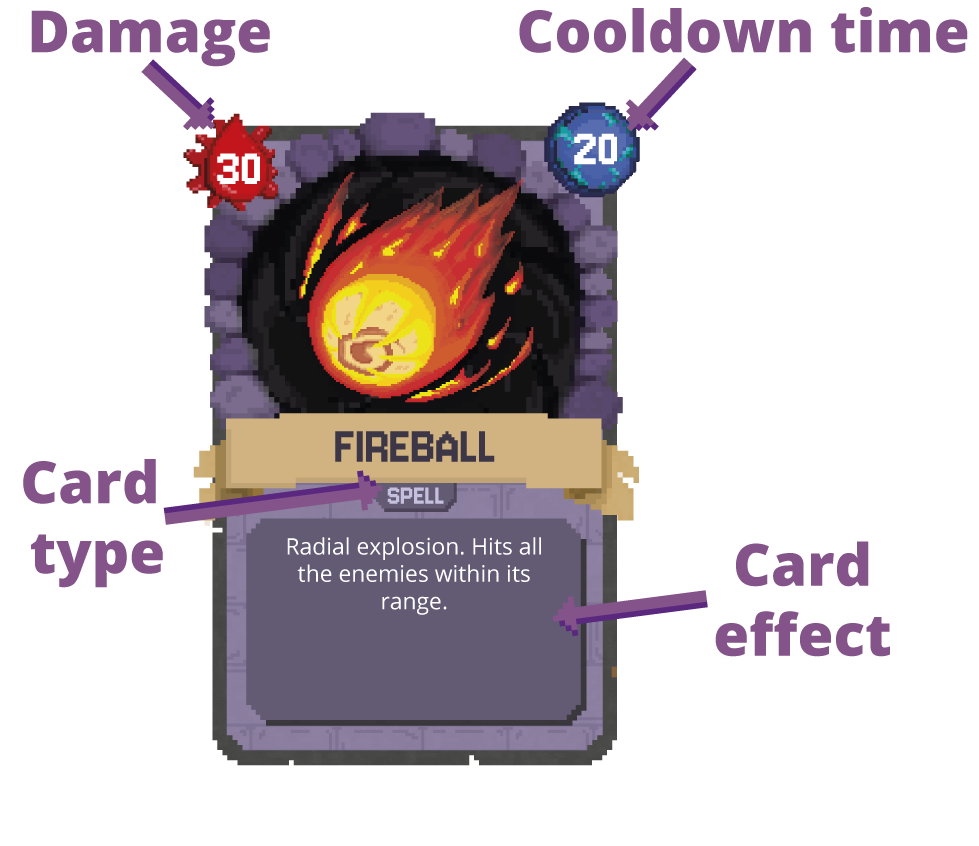 Damage
Cooldown time
30
20
FIREBALL
SPELL
Card
type
Radial explosion. Hits all
the enemies within its
range.
Card
effect